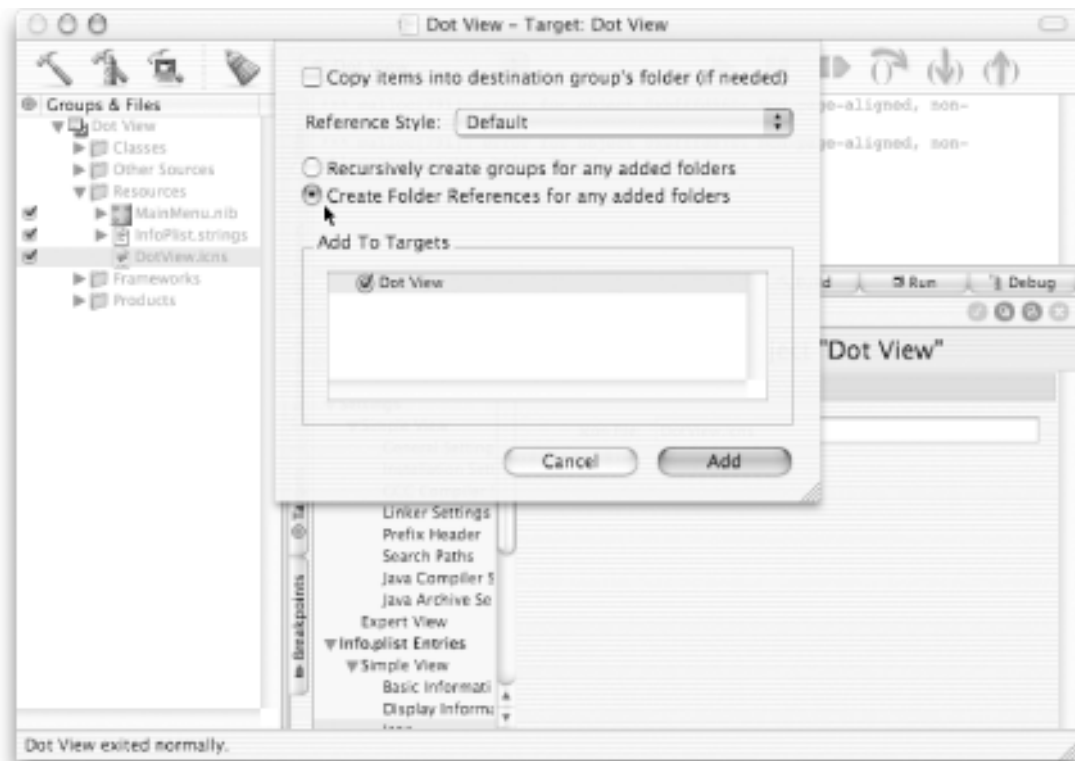 Dot View – Target: Dot View
Copy items into destination group's folder (if needed)
Reference Style: Default
Recursively create groups for any added folders
Create Folder References for any added folders
Add To Targets
Dot View
Cancel
Add
Groups & Files
Dot View
Classes
Other Sources
Resources
MainMenu.nib
InfoPlist.strings
DotView.icns
Frameworks
Products
ge-aligned, non-
ge-aligned, non-
Run
Debug
"Dot View"
Linker Settings
Prefix Header
Search Paths
Java Compiler S
Java Archive Se
Expert View
Info.plist Entries
Simple View
Basic Informati
Display Informa
Breakpoints
Dot View exited normally.